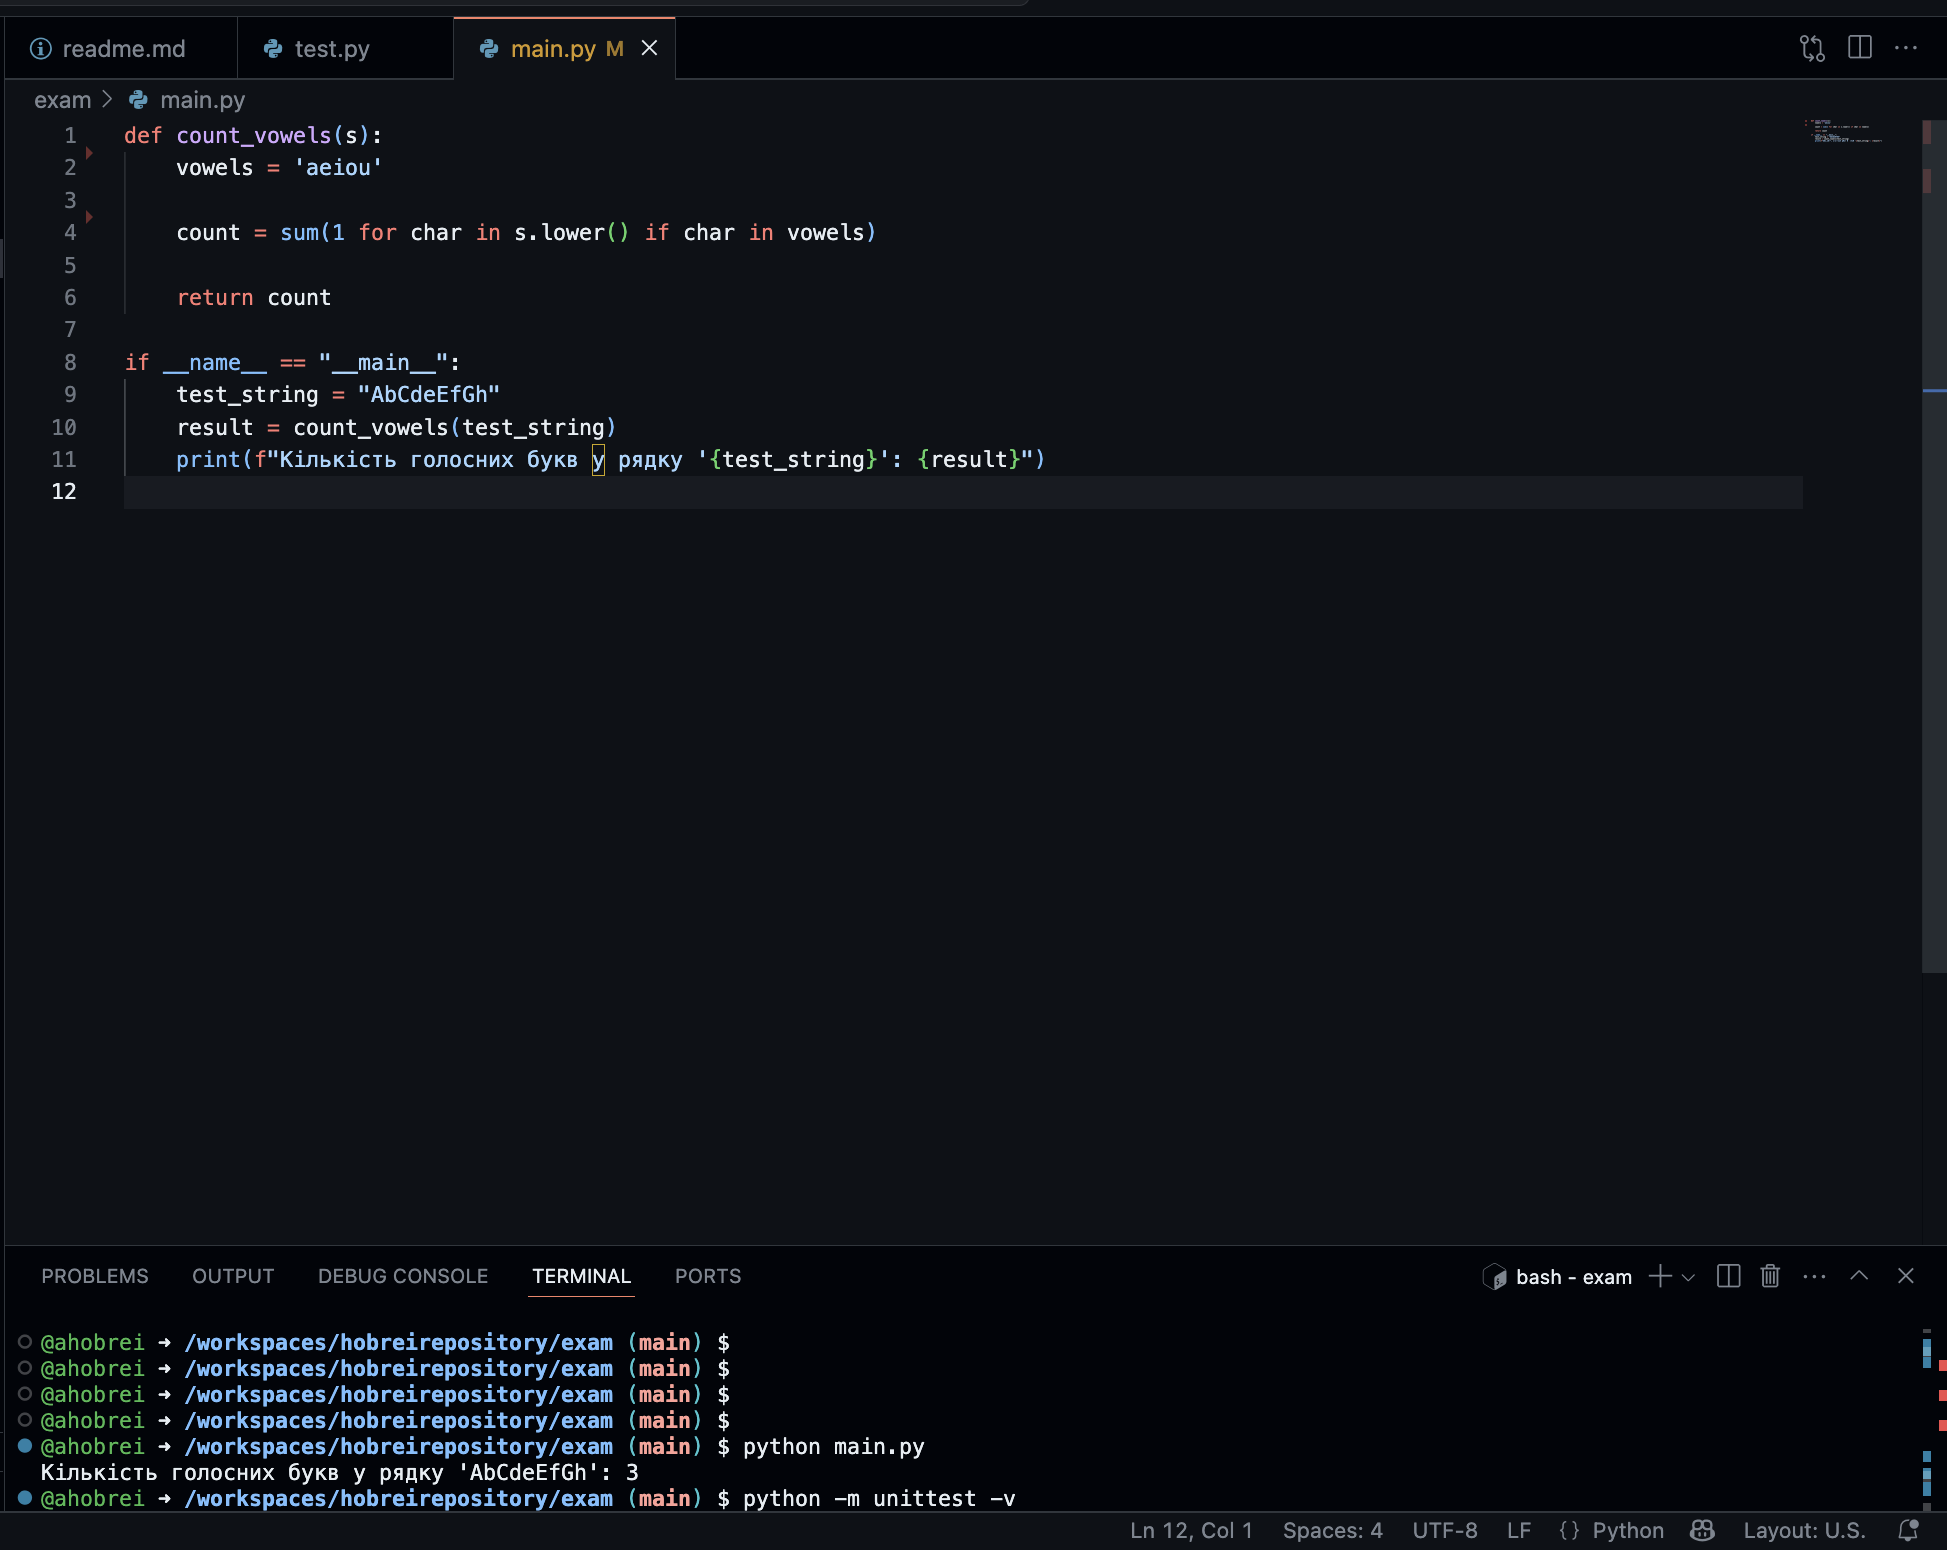 readme.md test.py main.py M
exam > main.py
1 def count_vowels(s):
2     vowels = 'aeiou'
3
4     count = sum(1 for char in s.lower() if char in vowels)
5
6     return count
7
8 if __name__ == "__main__":
9     test_string = "AbCdeEfGh"
10     result = count_vowels(test_string)
11     print(f"Кількість голосних букв у рядку '{test_string}': {result}")
12
PROBLEMS OUTPUT DEBUG CONSOLE TERMINAL PORTS bash - exam
@ahobrei ➜ /workspaces/hobreirepository/exam (main) $
@ahobrei ➜ /workspaces/hobreirepository/exam (main) $
@ahobrei ➜ /workspaces/hobreirepository/exam (main) $
@ahobrei ➜ /workspaces/hobreirepository/exam (main) $
@ahobrei ➜ /workspaces/hobreirepository/exam (main) $ python main.py
Кількість голосних букв у рядку 'AbCdeEfGh': 3
@ahobrei ➜ /workspaces/hobreirepository/exam (main) $ python -m unittest -v
Ln 12, Col 1 Spaces: 4 UTF-8 LF {} Python Layout: U.S.